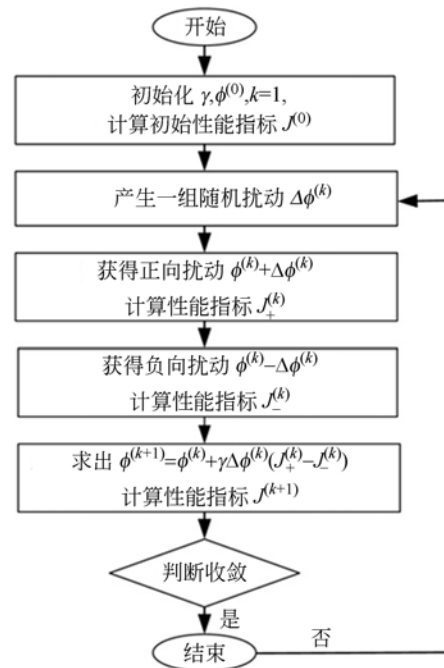 开始
初始化 γ,ϕ⁽⁰⁾,k=1,
计算初始性能指标 J⁽⁰⁾
产生一组随机扰动 Δϕ⁽ᵏ⁾
获得正向扰动 ϕ⁽ᵏ⁾+Δϕ⁽ᵏ⁾
计算性能指标 J₊⁽ᵏ⁾
获得负向扰动 ϕ⁽ᵏ⁾−Δϕ⁽ᵏ⁾
计算性能指标 J₋⁽ᵏ⁾
求出 ϕ⁽ᵏ⁺¹⁾=ϕ⁽ᵏ⁾+γΔϕ⁽ᵏ⁾(J₊⁽ᵏ⁾−J₋⁽ᵏ⁾)
计算性能指标 J⁽ᵏ⁺¹⁾
判断收敛
是
否
结束